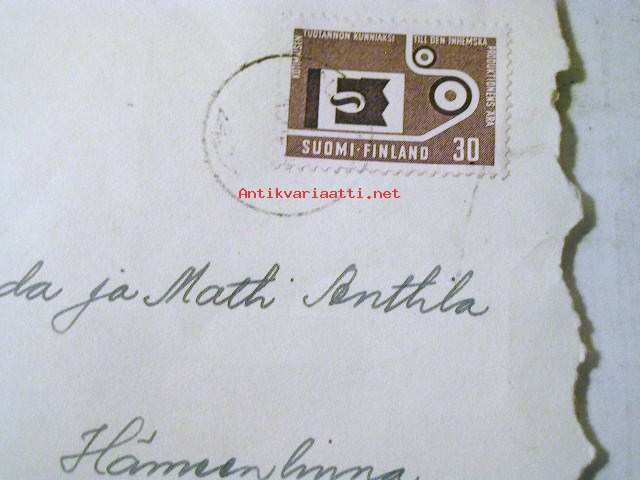 KOTIMAISEN TUOTANNON KUNNIAKSI
TILL DEN INHEMSKA PRODUKTIONENS ÄRA
SUOMI-FINLAND 30
Antikvariaatti.net
da ja Matti Anttila
Hämeenlinna